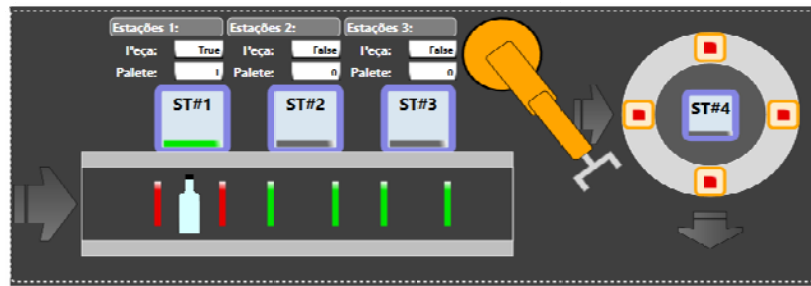 Estações 1: Estações 2: Estações 3:
Peça: True Peça: False Peça: False
Palete: 1 Palete: 0 Palete: 0
ST#1 ST#2 ST#3 ST#4